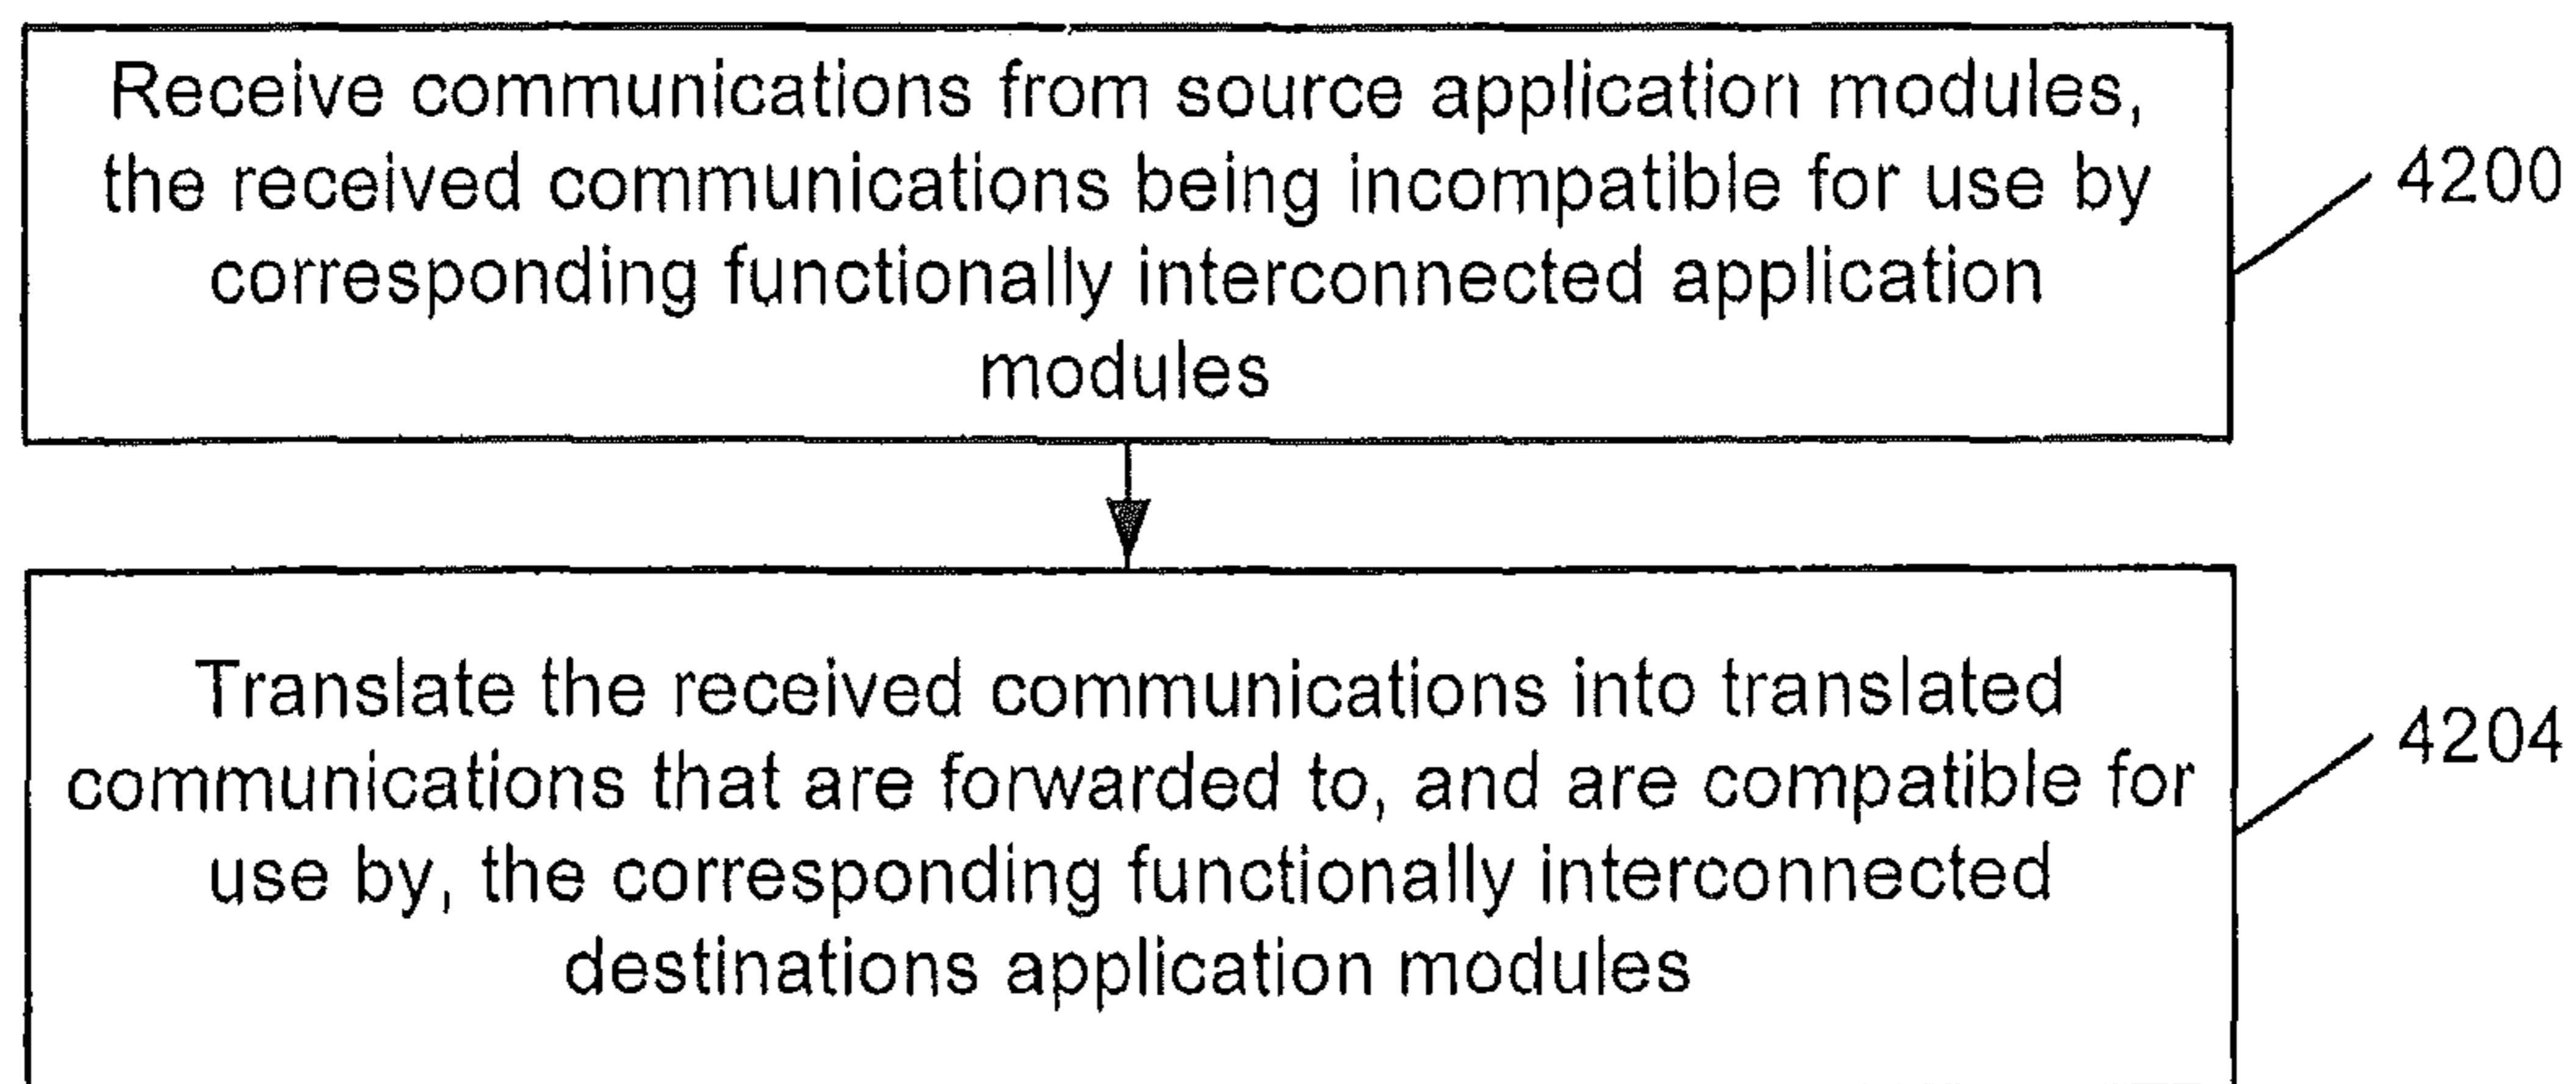 Receive communications from source application modules,
the received communications being incompatible for use by
corresponding functionally interconnected application
modules
4200
Translate the received communications into translated
communications that are forwarded to, and are compatible for
use by, the corresponding functionally interconnected
destinations application modules
4204